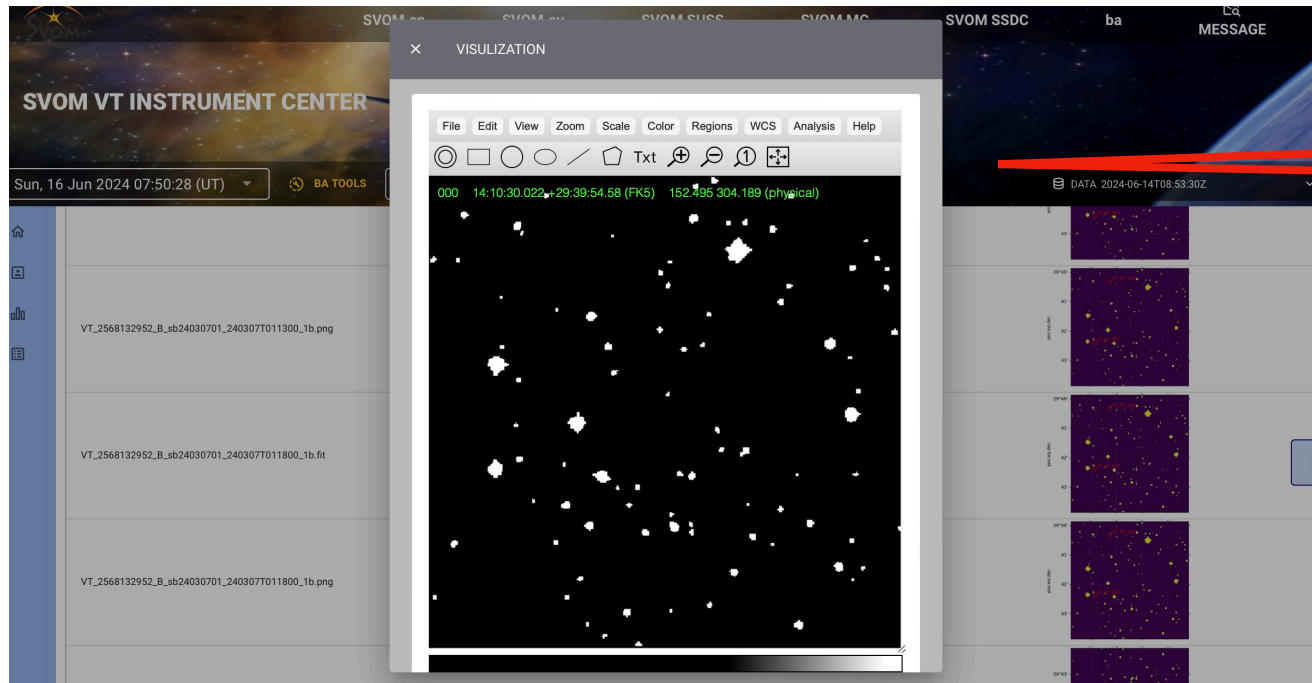 SVOM
SVOM SSDC
ba
MESSAGE
× VISULIZATION
SVOM VT INSTRUMENT CENTER
File Edit View Zoom Scale Color Regions WCS Analysis Help
Txt
Sun, 16 Jun 2024 07:50:28 (UT)
BA TOOLS
000 14:10:30.022 +29:39:54.58 (FK5) 152.495 304.189 (physical)
DATA 2024-06-14T08:53:30Z
VT_2568132952_B_sb24030701_240307T011300_1b.png
VT_2568132952_B_sb24030701_240307T011800_1b.fit
VT_2568132952_B_sb24030701_240307T011800_1b.png